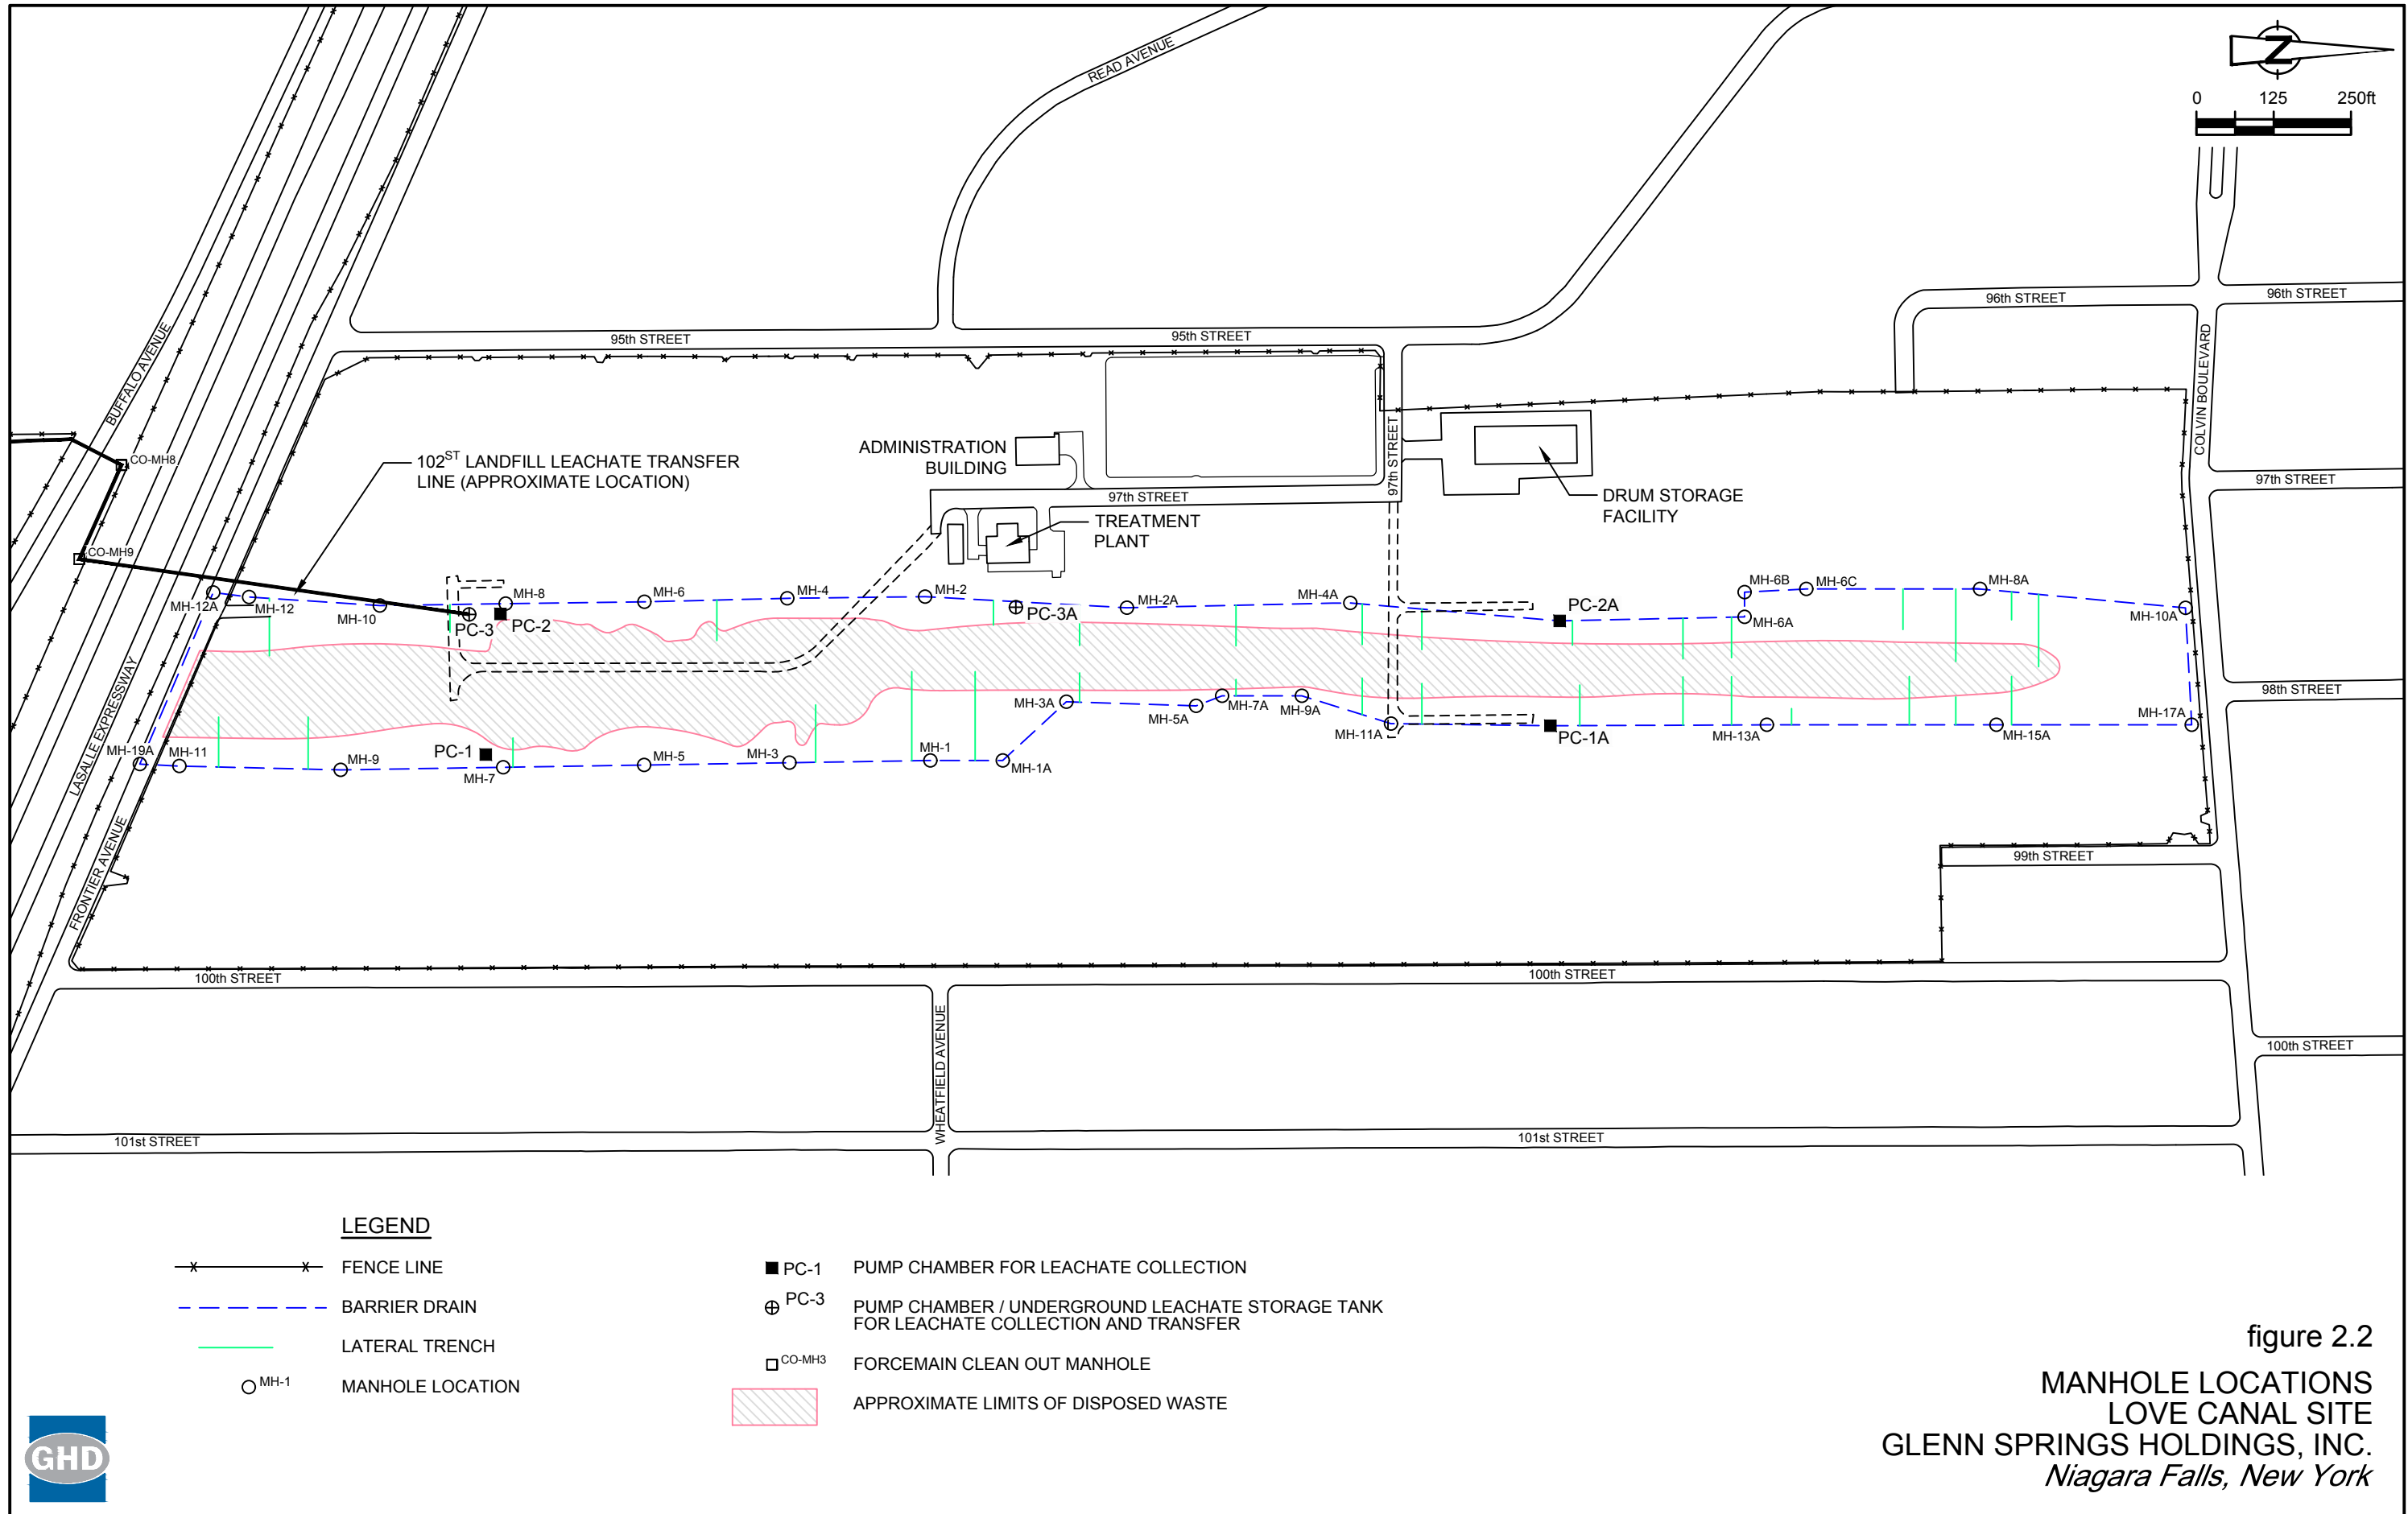 READ AVENUE
Z
0 125 250ft
BUFFALO AVENUE
95th STREET
95th STREET
96th STREET
96th STREET
COLVIN BOULEVARD
CO-MH8
102ST LANDFILL LEACHATE TRANSFER
LINE (APPROXIMATE LOCATION)
ADMINISTRATION
BUILDING
97th STREET
97th STREET
97th STREET
DRUM STORAGE
FACILITY
TREATMENT
PLANT
CO-MH9
MH-12A
MH-12
MH-10
PC-3
PC-2
MH-8
MH-6
MH-4
MH-2
PC-3A
MH-2A
MH-4A
PC-2A
MH-6B
MH-6C
MH-6A
MH-8A
MH-10A
98th STREET
LASALLE EXPRESSWAY
MH-19A
MH-11
MH-9
PC-1
MH-7
MH-5
MH-3
MH-1
MH-1A
MH-3A
MH-5A
MH-7A
MH-9A
MH-11A
PC-1A
MH-13A
MH-15A
MH-17A
FRONTIER AVENUE
99th STREET
100th STREET
100th STREET
100th STREET
WHEATFIELD AVENUE
101st STREET
101st STREET
LEGEND
FENCE LINE
BARRIER DRAIN
LATERAL TRENCH
MH-1 MANHOLE LOCATION
PC-1 PUMP CHAMBER FOR LEACHATE COLLECTION
PC-3 PUMP CHAMBER / UNDERGROUND LEACHATE STORAGE TANK
FOR LEACHATE COLLECTION AND TRANSFER
CO-MH3 FORCEMAIN CLEAN OUT MANHOLE
APPROXIMATE LIMITS OF DISPOSED WASTE
GHD
figure 2.2
MANHOLE LOCATIONS
LOVE CANAL SITE
GLENN SPRINGS HOLDINGS, INC.
Niagara Falls, New York